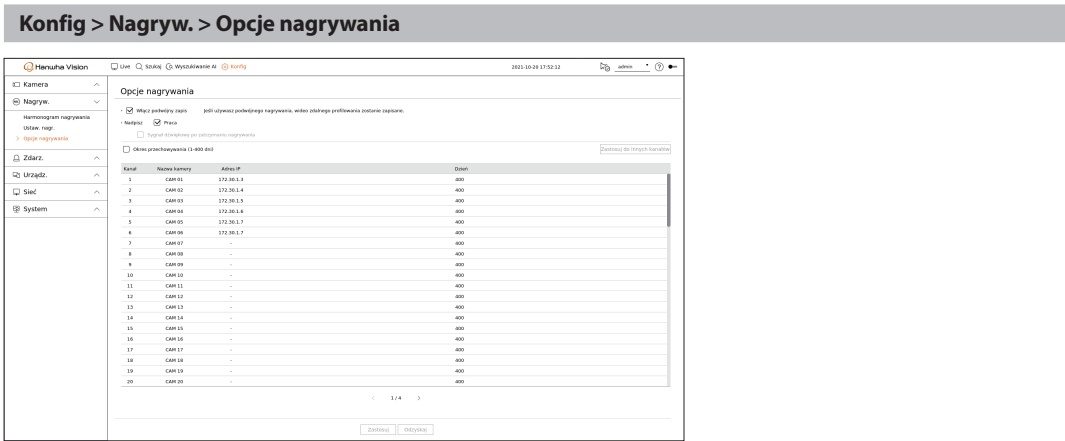 Konfig > Nagryw. > Opcje nagrywania
Hanwha Vision
Live Szukaj Wyszukiwanie AI Konfig 2021-10-20 17:52:12 admin
Kamera
Nagryw.
Harmonogram nagrywania
Ustaw. nagr.
> Opcje nagrywania
Zdarz.
Urządz.
Sieć
System
Opcje nagrywania
• Włącz podwójny zapis Jeśli używasz podwójnego nagrywania, wideo zdalnego profilowania zostanie zapisane.
• Nadpisz Praca
Sygnał dźwiękowy po zatrzymaniu nagrywania
Okres przechowywania (1-400 dni) Zastosuj do innych kanałów
Kanał Nazwa kamery Adres IP Dzień
1 CAM 01 172.30.1.3 400
2 CAM 02 172.30.1.4 400
3 CAM 03 172.30.1.5 400
4 CAM 04 172.30.1.6 400
5 CAM 05 172.30.1.7 400
6 CAM 06 172.30.1.7 400
7 CAM 07 - 400
8 CAM 08 - 400
9 CAM 09 - 400
10 CAM 10 - 400
11 CAM 11 - 400
12 CAM 12 - 400
13 CAM 13 - 400
14 CAM 14 - 400
15 CAM 15 - 400
16 CAM 16 - 400
17 CAM 17 - 400
18 CAM 18 - 400
19 CAM 19 - 400
20 CAM 20 - 400
< 1 / 4 >
Zastosuj Odzyskaj